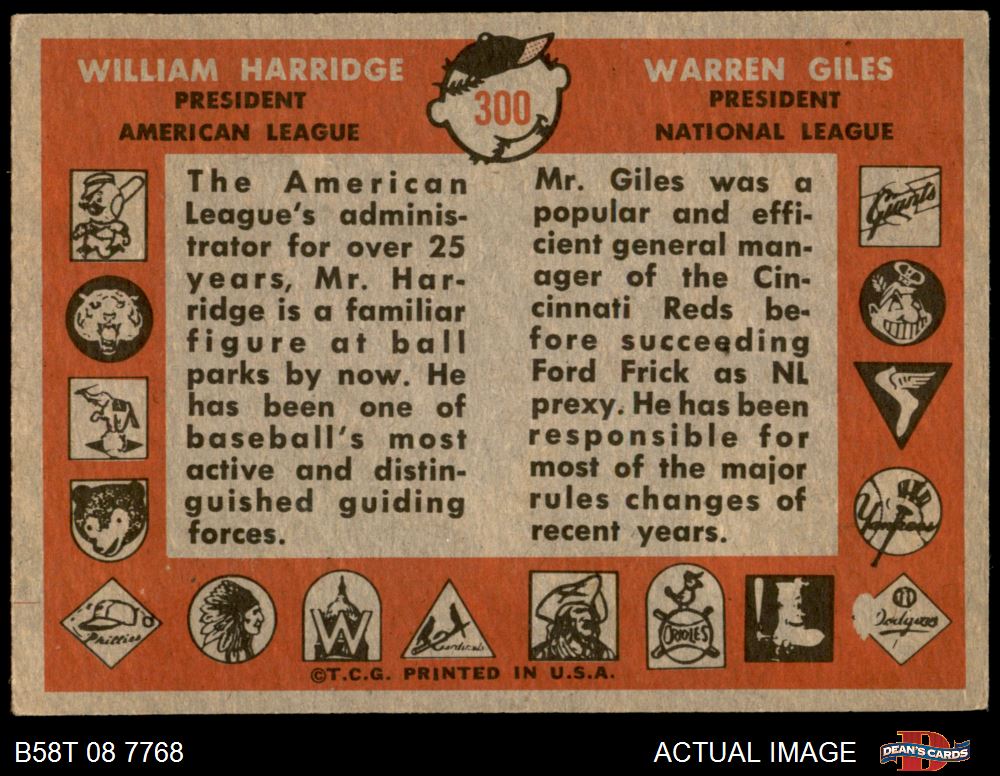 WILLIAM HARRIDGE
PRESIDENT
AMERICAN LEAGUE
300
WARREN GILES
PRESIDENT
NATIONAL LEAGUE
The American
League's adminis-
trator for over 25
years, Mr. Har-
ridge is a familiar
figure at ball
parks by now. He
has been one of
baseball's most
active and distin-
guished guiding
forces.
Mr. Giles was a
popular and effi-
cient general man-
ager of the Cin-
cinnati Reds be-
fore succeeding
Ford Frick as NL
prexy. He has been
responsible for
most of the major
rules changes of
recent years.
Giants
Yankees
Phillies
W
Cardinals
ORIOLES
Dodgers
©T.C.G. PRINTED IN U.S.A.
B58T 08 7768
ACTUAL IMAGE
D
DEAN'S CARDS